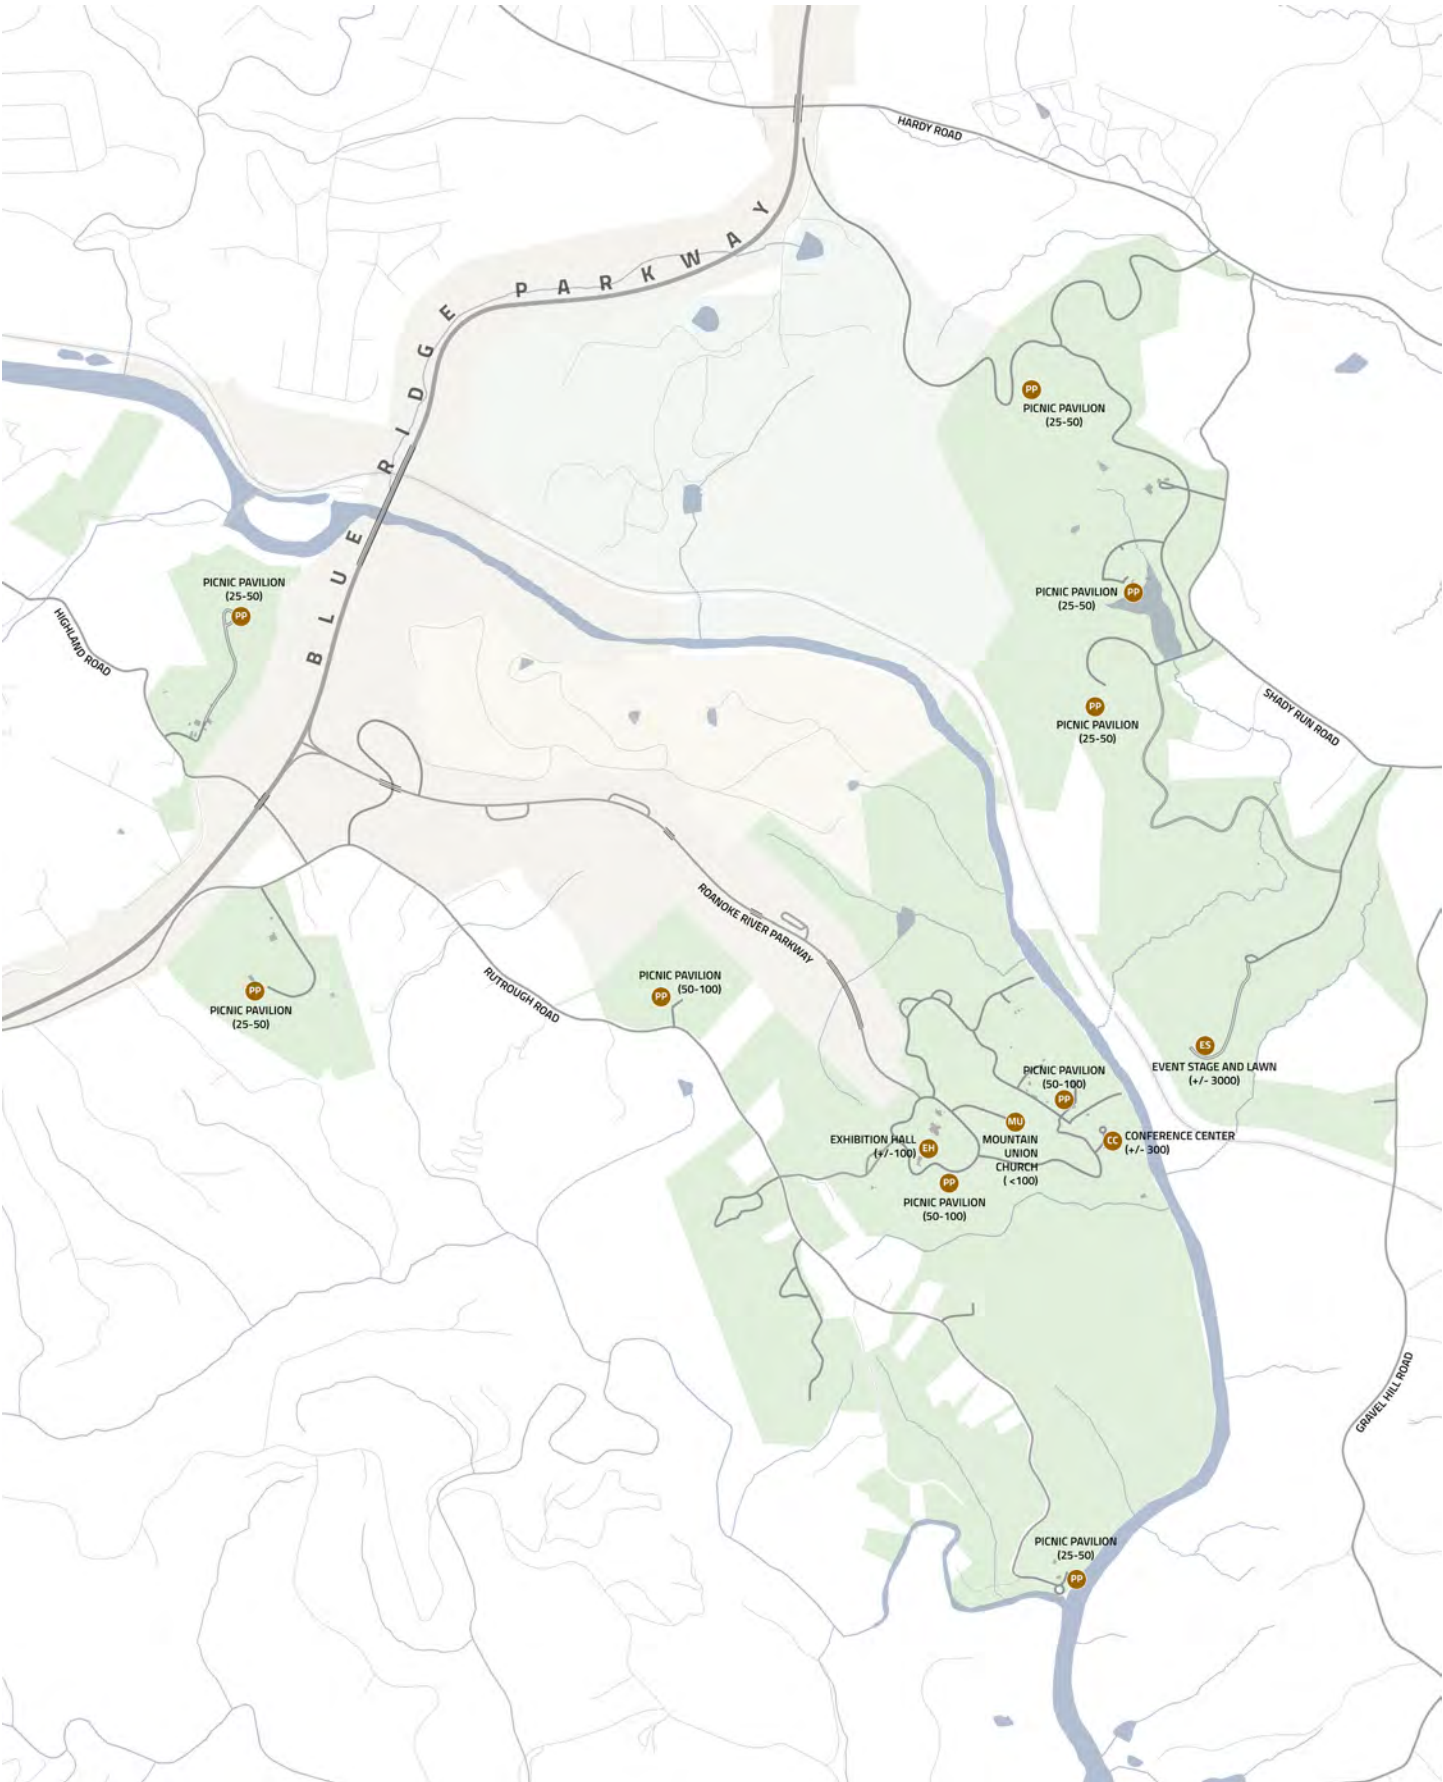 HARDY ROAD
BLUE RIDGE PARKWAY
PP
PICNIC PAVILION
(25-50)
PICNIC PAVILION
(25-50)
PP
HIGHLAND ROAD
PICNIC PAVILION
(25-50)
PP
PP
PICNIC PAVILION
(25-50)
SHADY RUN ROAD
ROANOKE RIVER PARKWAY
RUTROUGH ROAD
PP
PICNIC PAVILION
(25-50)
PICNIC PAVILION
(50-100)
PP
ES
EVENT STAGE AND LAWN
(+/- 3000)
PICNIC PAVILION
(50-100)
PP
MU
MOUNTAIN
UNION
CHURCH
( <100)
CC
CONFERENCE CENTER
(+/- 300)
EXHIBITION HALL
(+/-100)
EH
PP
PICNIC PAVILION
(50-100)
GRAVEL HILL ROAD
PICNIC PAVILION
(25-50)
PP